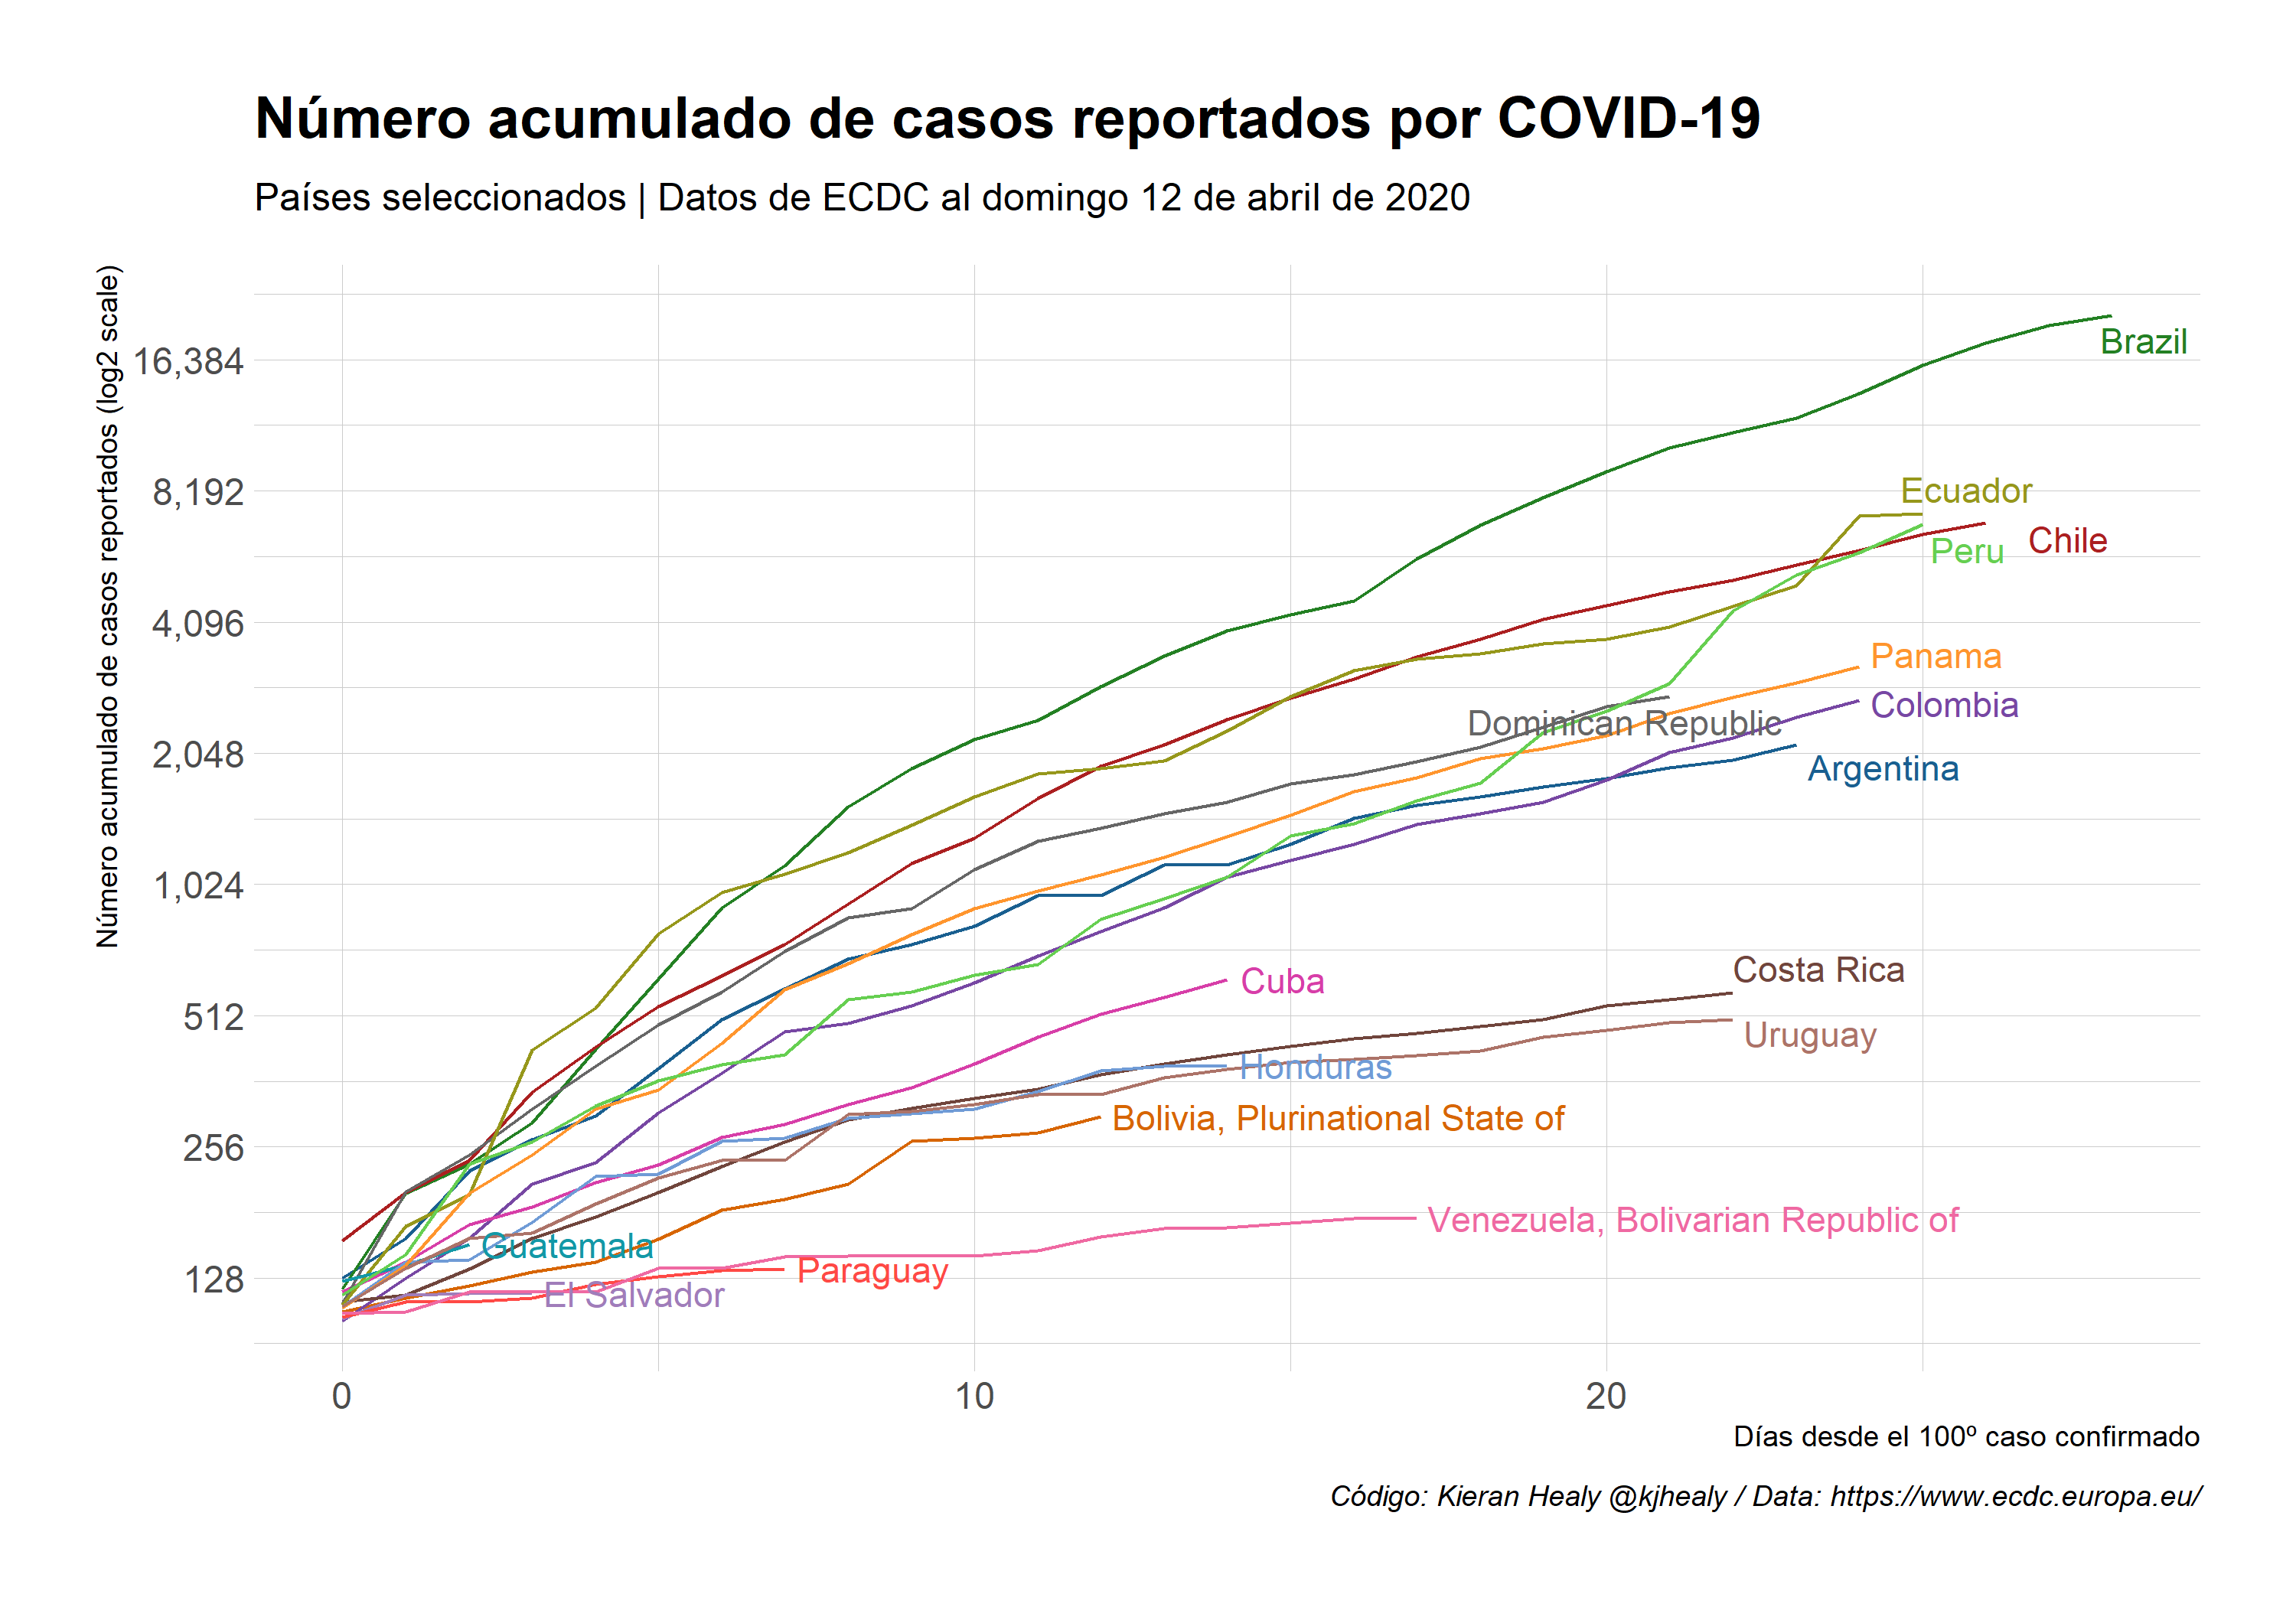 Número acumulado de casos reportados por COVID-19
Países seleccionados | Datos de ECDC al domingo 12 de abril de 2020
Número acumulado de casos reportados (log2 scale)
16,384
8,192
4,096
2,048
1,024
512
256
128
Brazil
Ecuador
Chile
Peru
Panama
Colombia
Dominican Republic
Argentina
Costa Rica
Cuba
Uruguay
Honduras
Bolivia, Plurinational State of
Venezuela, Bolivarian Republic of
Guatemala
Paraguay
El Salvador
0
10
20
Días desde el 100º caso confirmado
Código: Kieran Healy @kjhealy / Data: https://www.ecdc.europa.eu/